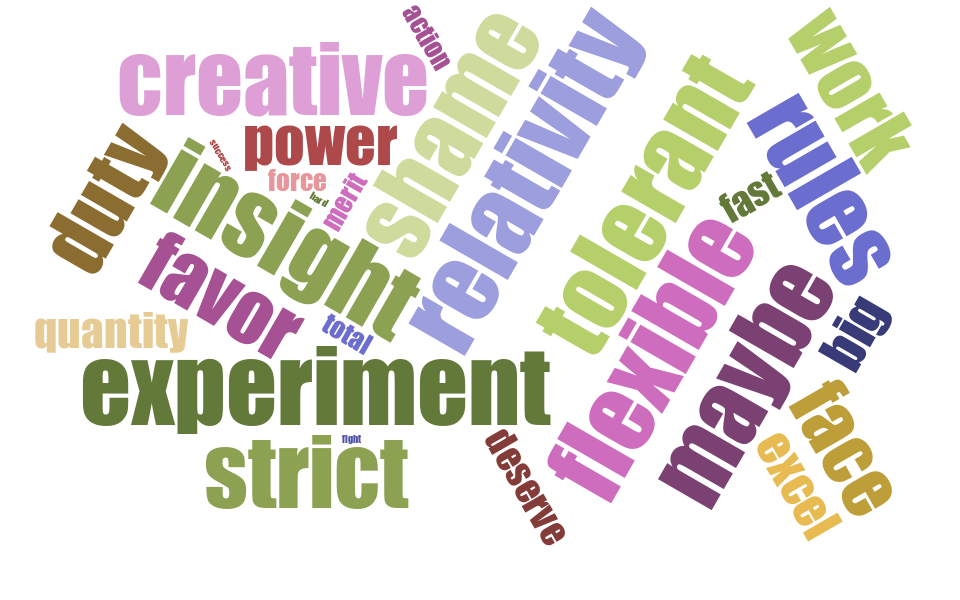 action
creative
shame
relativity
work
power
tolerant
rules
duty
insight
success
force
hard
merit
fast
favor
flexible
maybe
quantity
total
big
experiment
face
strict
fight
deserve
excel